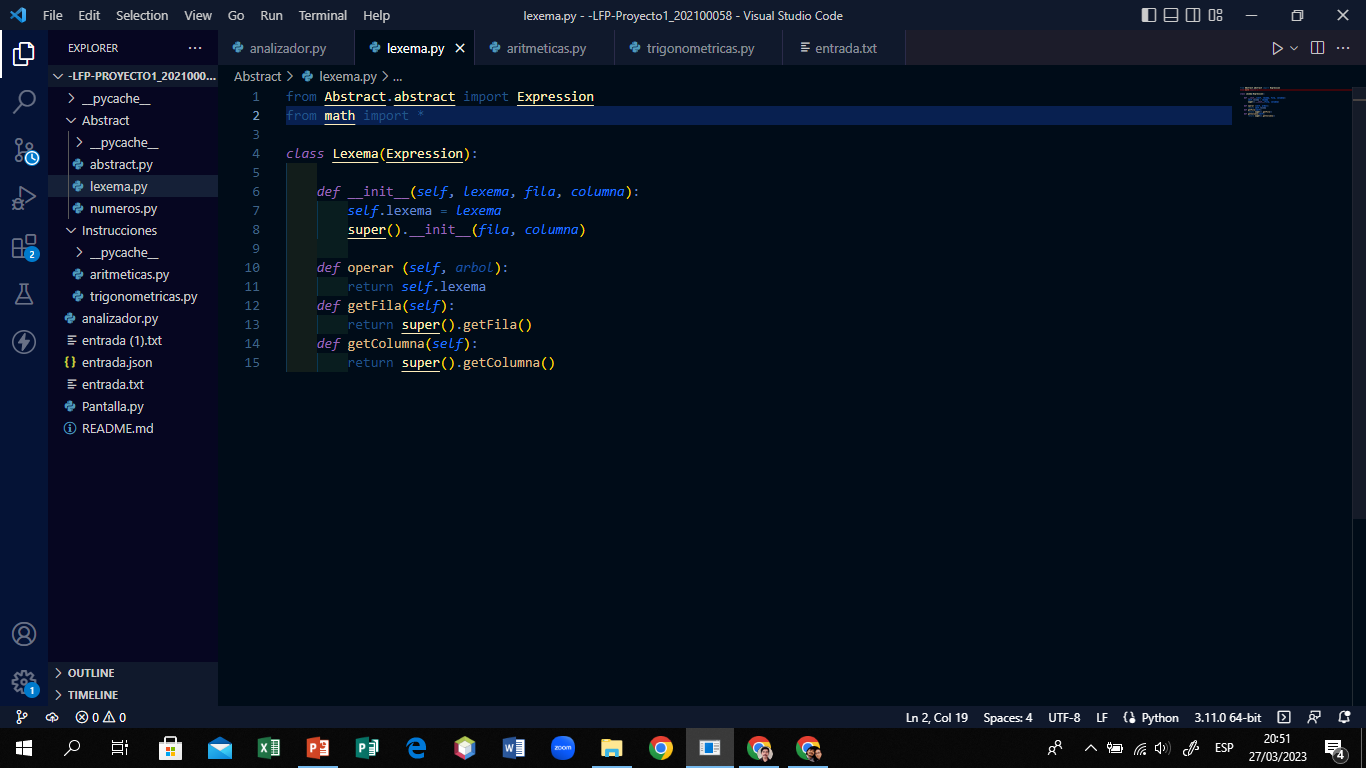 File Edit Selection View Go Run Terminal Help lexema.py - -LFP-Proyecto1_202100058 - Visual Studio Code
EXPLORER ··· analizador.py lexema.py aritmeticas.py trigonometricas.py entrada.txt
-LFP-PROYECTO1_2021000...
__pycache__
Abstract
__pycache__
abstract.py
lexema.py
numeros.py
Instrucciones
__pycache__
aritmeticas.py
trigonometricas.py
analizador.py
entrada (1).txt
{} entrada.json
entrada.txt
Pantalla.py
README.md
OUTLINE
TIMELINE
2
1
Abstract > lexema.py > ...
1 from Abstract.abstract import Expression
2 from math import *
3
4 class Lexema(Expression):
5
6 def __init__(self, lexema, fila, columna):
7 self.lexema = lexema
8 super().__init__(fila, columna)
9
10 def operar (self, arbol):
11 return self.lexema
12 def getFila(self):
13 return super().getFila()
14 def getColumna(self):
15 return super().getColumna()
0 0 Ln 2, Col 19 Spaces: 4 UTF-8 LF Python 3.11.0 64-bit
zoom ESP 20:51
27/03/2023 4